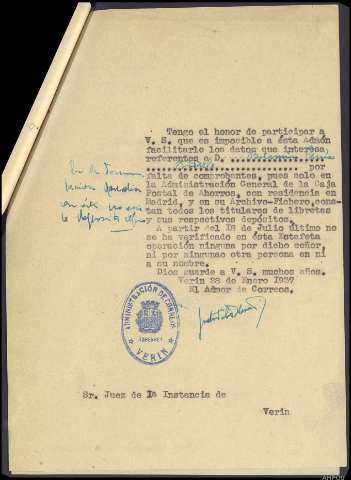 Tengo el honor de participar a
V. S. que es imposible a ésta Admón
facilitarle los datos que interesa
referentes a D.
por
falta de comprobantes, pues solo en
la Administración General de la Caja
Postal de Ahorros, con residencia en
Madrid, y en su Archivo-Fichero, cons-
tan todos los titulares de libretas
y sus respectivos depósitos.
A partir del 18 de Julio último no
se ha verificado en ésta Estafeta
operación ninguna por dicho señor,
ni por ningunna otra persona en ni
a su nombre.
Dios guarde a V. S. muchos años.
Verin 28 de Enero 1937
El Admor de Correos.
ADMINISTRACIÓN DE CORREOS
VERIN
Sr. Juez de 1ª Instancia de
Verin